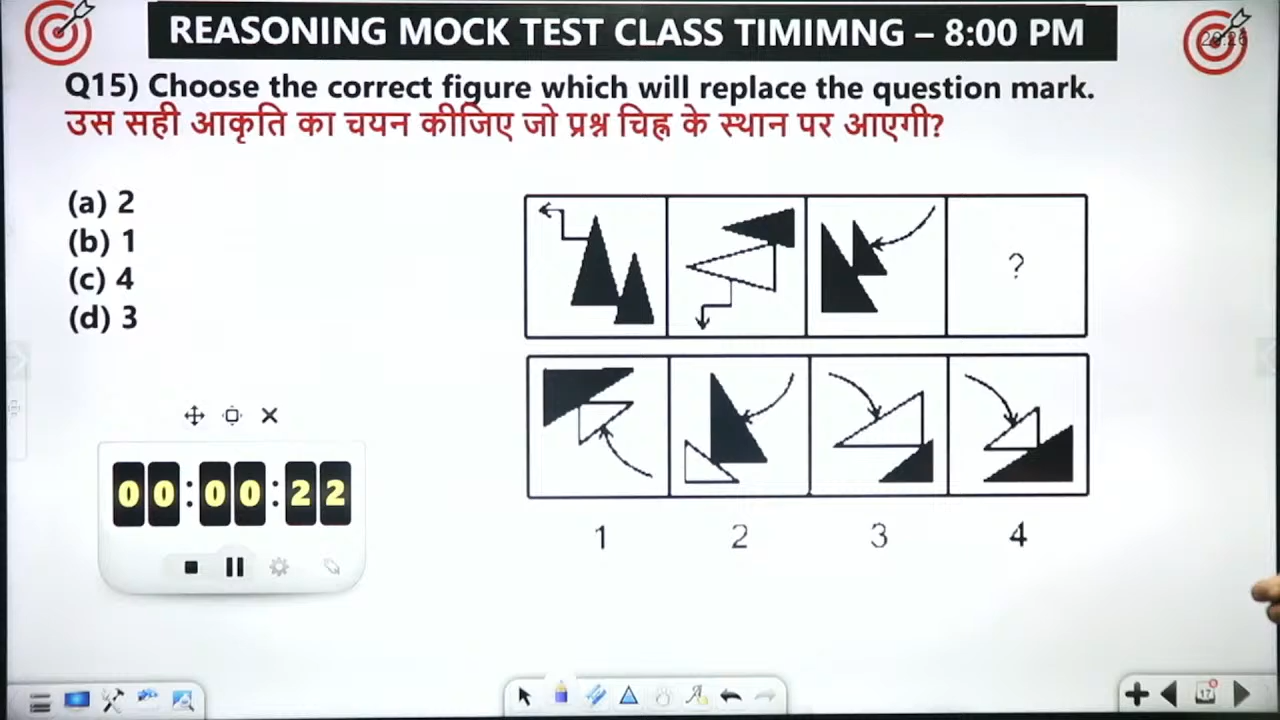 REASONING MOCK TEST CLASS TIMIMNG – 8:00 PM
Q15) Choose the correct figure which will replace the question mark.
उस सही आकृति का चयन कीजिए जो प्रश्न चिह्न के स्थान पर आएगी?
(a) 2
(b) 1
(c) 4
(d) 3
?
1 2 3 4
00:00:22
17